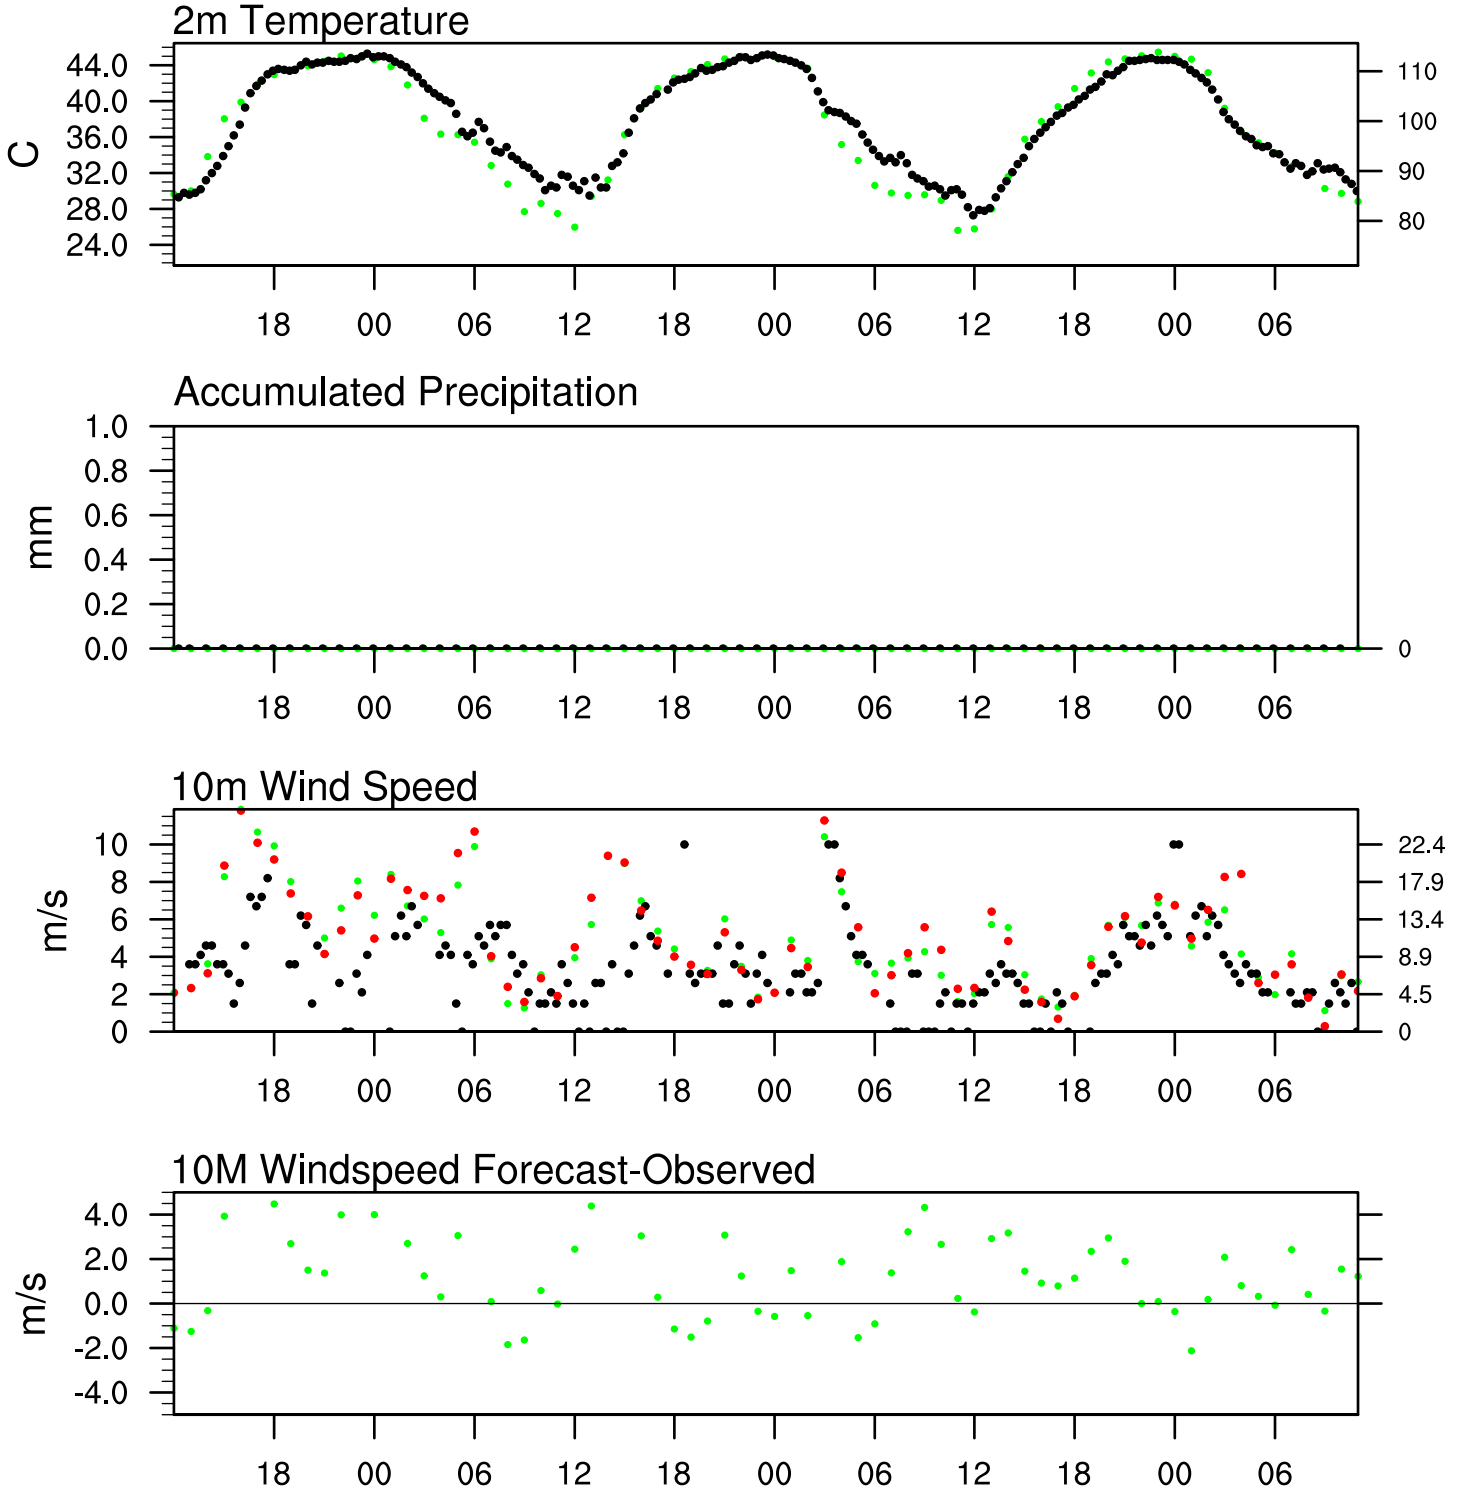 2m Temperature
44.0
40.0
36.0
32.0
28.0
24.0
C
110
100
90
80
18 00 06 12 18 00 06 12 18 00 06
Accumulated Precipitation
1.0
0.8
0.6
0.4
0.2
0.0
mm
0
18 00 06 12 18 00 06 12 18 00 06
10m Wind Speed
10
8
6
4
2
0
m/s
22.4
17.9
13.4
8.9
4.5
0
18 00 06 12 18 00 06 12 18 00 06
10M Windspeed Forecast-Observed
4.0
2.0
0.0
-2.0
-4.0
m/s
18 00 06 12 18 00 06 12 18 00 06